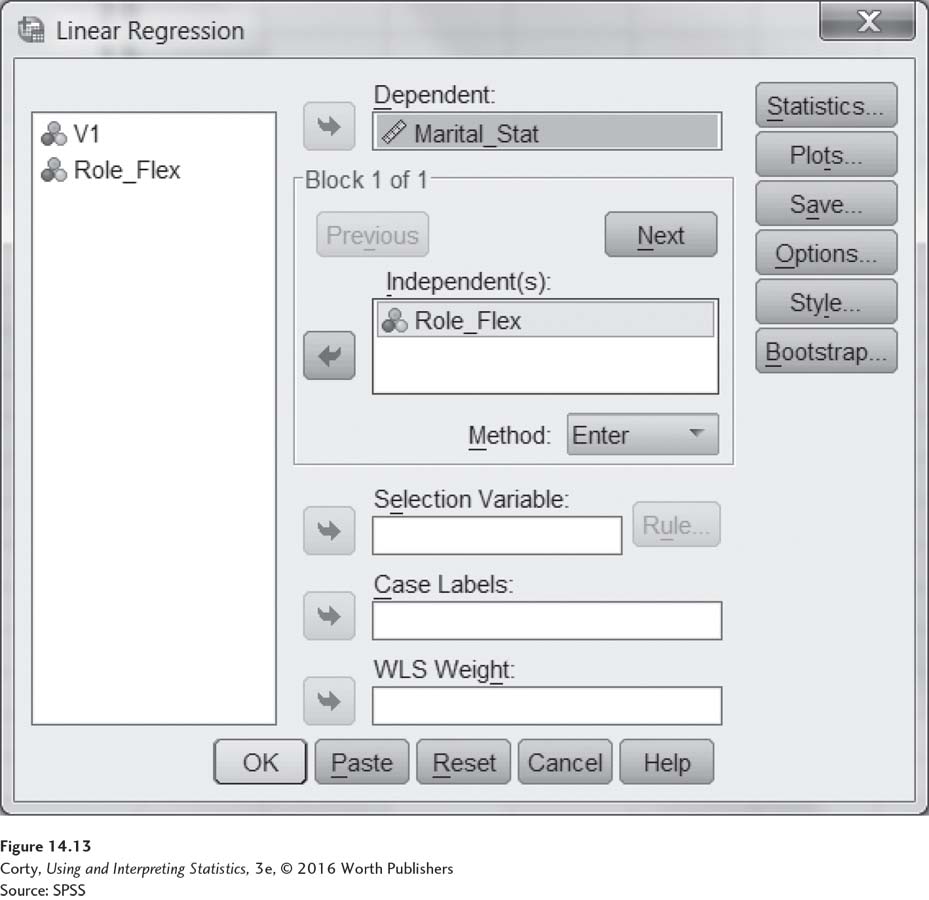 Linear Regression
X
V1
Role_Flex
Dependent:
Marital_Stat
Block 1 of 1
Previous
Next
Independent(s):
Role_Flex
Method:
Enter
Selection Variable:
Rule...
Case Labels:
WLS Weight:
Statistics...
Plots...
Save...
Options...
Style...
Bootstrap...
OK
Paste
Reset
Cancel
Help
Figure 14.13
Corty, Using and Interpreting Statistics, 3e, © 2016 Worth Publishers
Source: SPSS